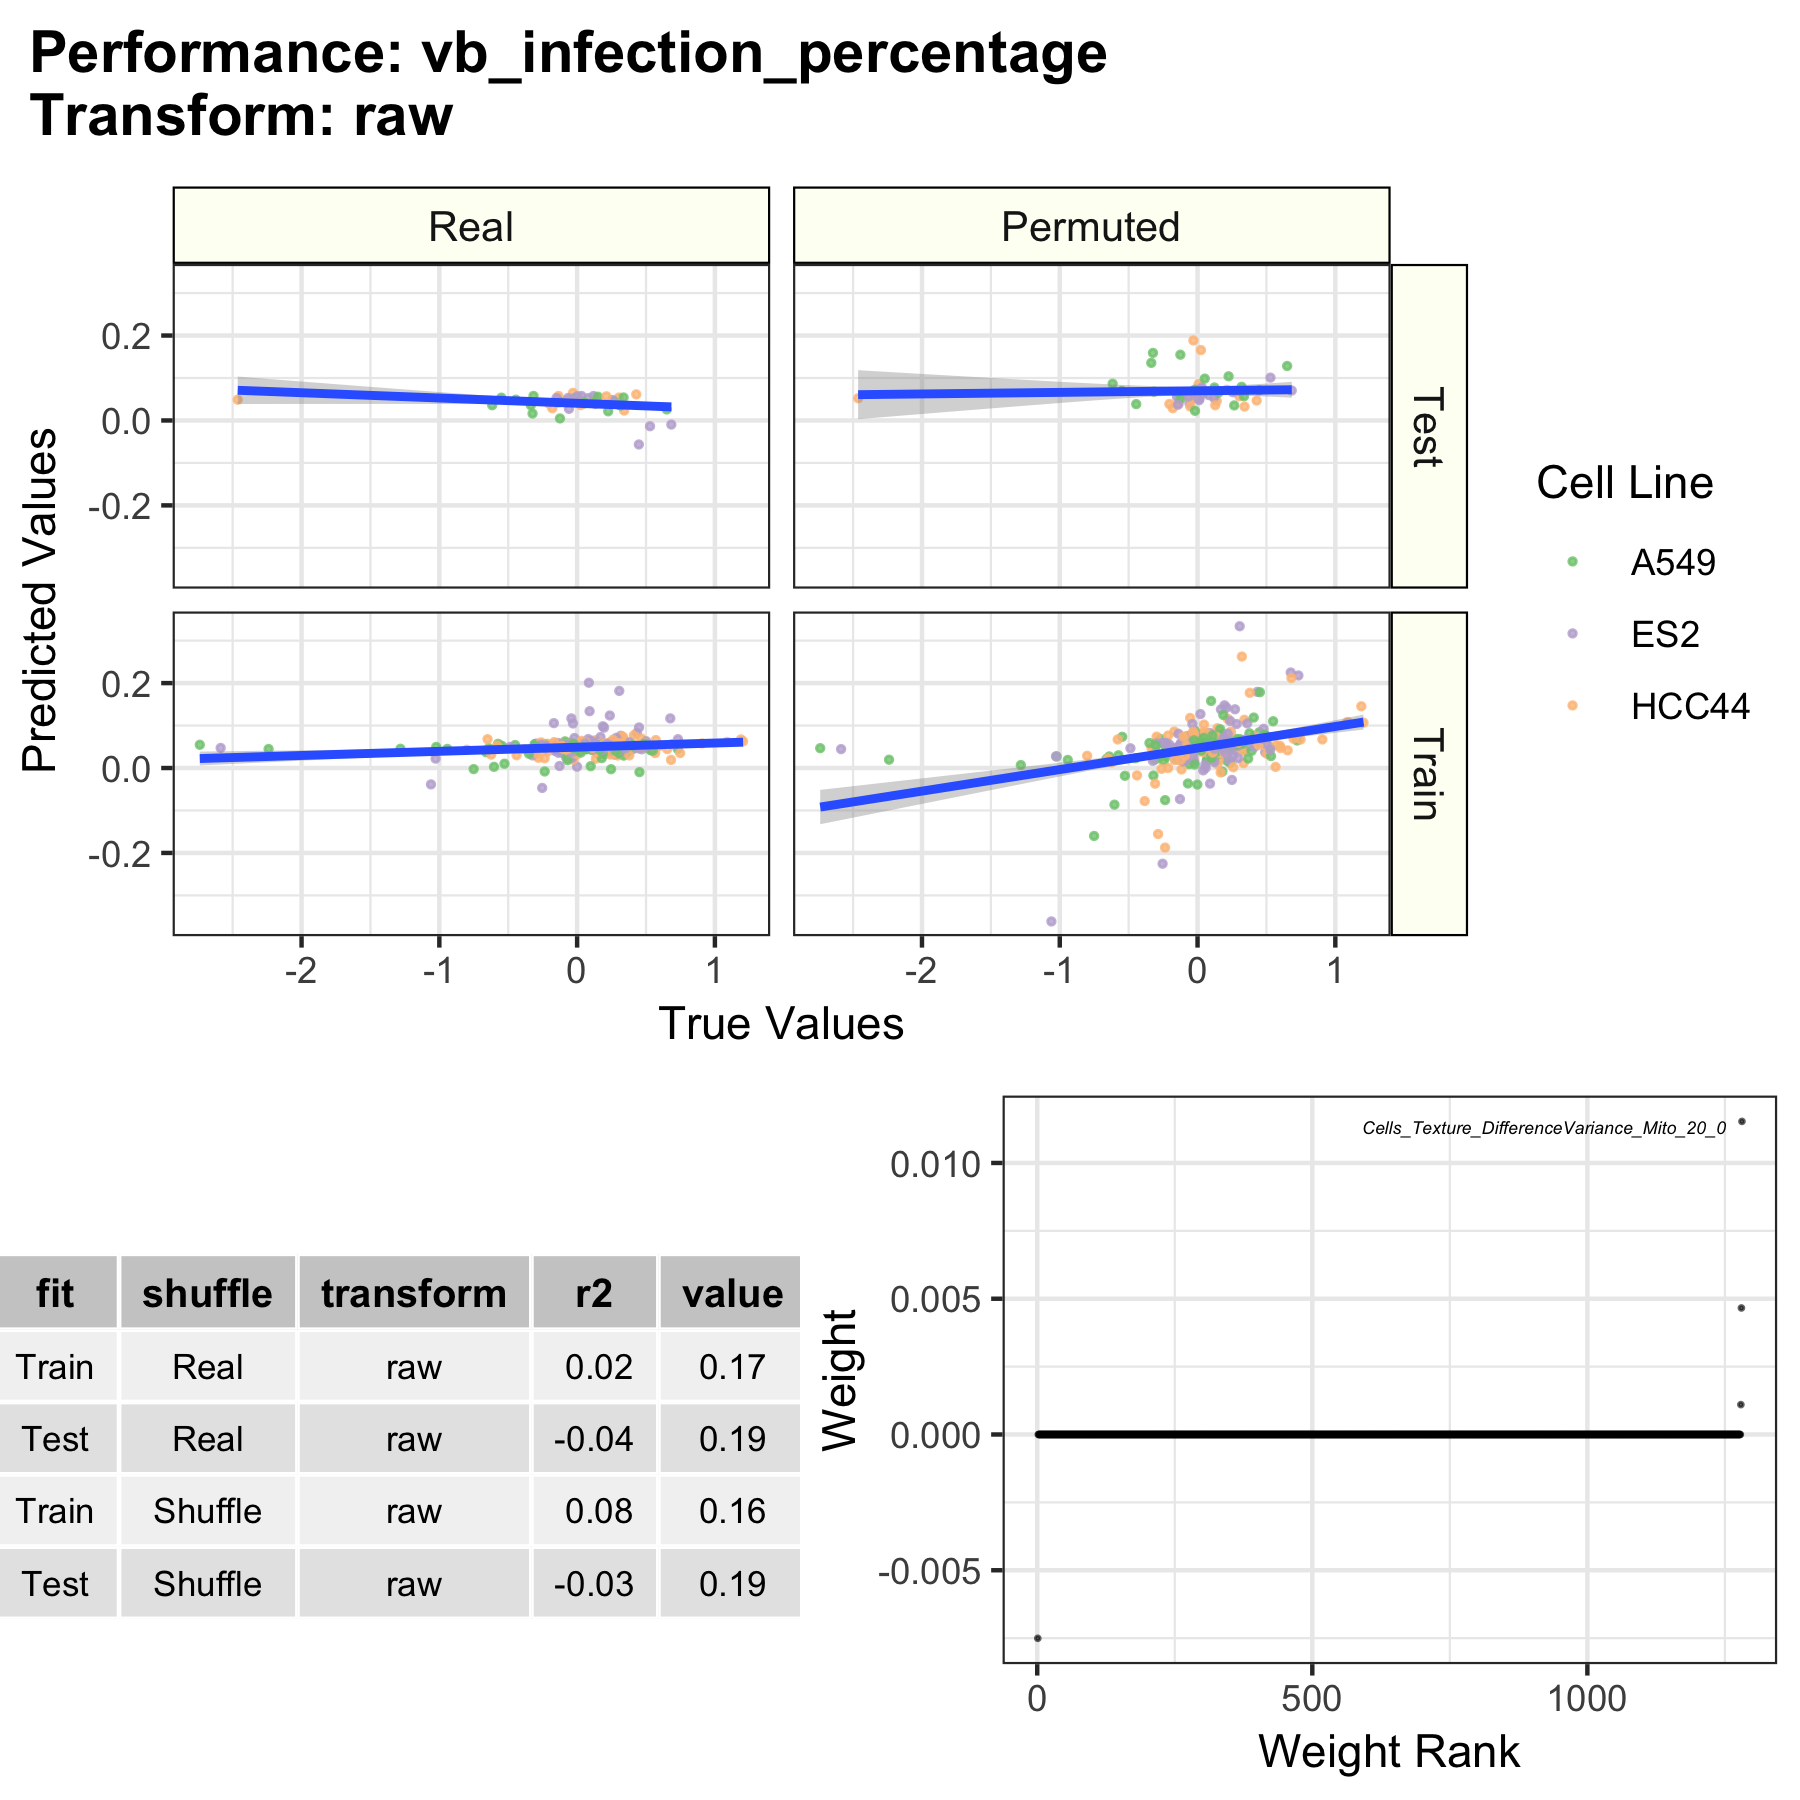 Performance: vb_infection_percentage
Transform: raw
Real
Permuted
0.2
0.0
-0.2
Test
0.2
0.0
-0.2
Train
-2
-1
0
1
-2
-1
0
1
True Values
Predicted Values
Cell Line
A549
ES2
HCC44
fit shuffle transform r2 value
Train Real raw 0.02 0.17
Test Real raw -0.04 0.19
Train Shuffle raw 0.08 0.16
Test Shuffle raw -0.03 0.19
Cells_Texture_DifferenceVariance_Mito_20_0
0.010
0.005
0.000
-0.005
Weight
0
500
1000
Weight Rank